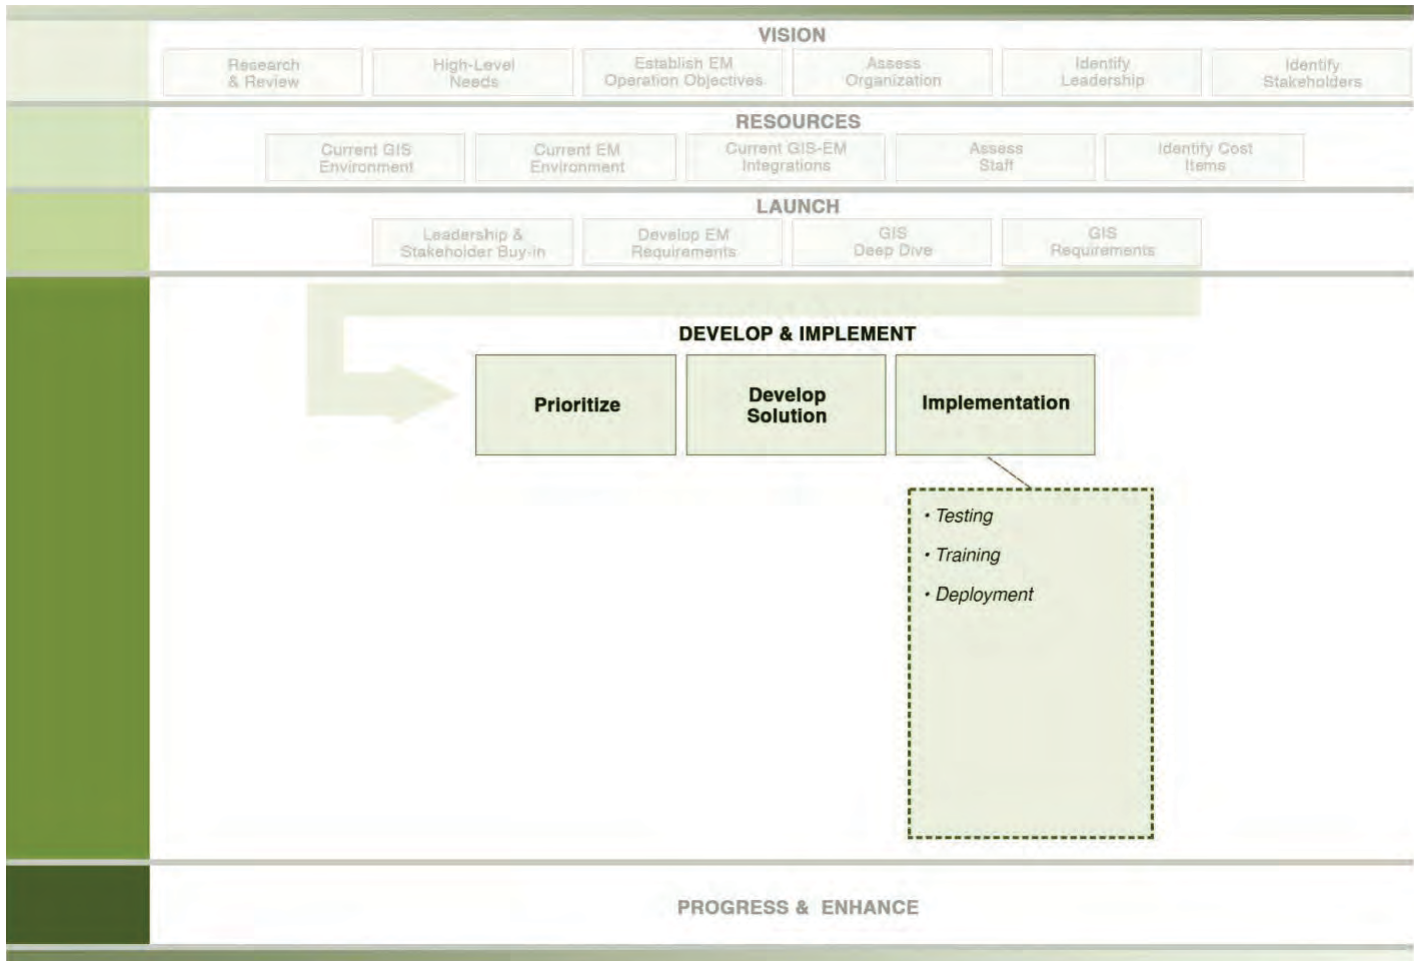 VISION
Research
& Review
High-Level
Needs
Establish EM
Operation Objectives
Assess
Organization
Identify
Leadership
Identify
Stakeholders
RESOURCES
Current GIS
Environment
Current EM
Environment
Current GIS-EM
Integrations
Assess
Staff
Identify Cost
Items
LAUNCH
Leadership &
Stakeholder Buy-in
Develop EM
Requirements
GIS
Deep Dive
GIS
Requirements
DEVELOP & IMPLEMENT
Prioritize
Develop
Solution
Implementation
• Testing
• Training
• Deployment
PROGRESS & ENHANCE